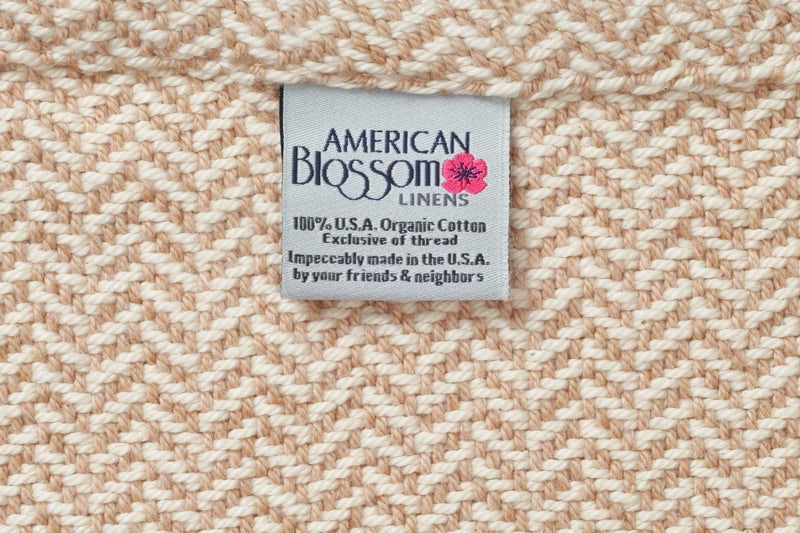 AMERICAN
Blossom
LINENS
100% U.S.A. Organic Cotton
Exclusive of thread
Impeccably made in the U.S.A.
by your friends & neighbors